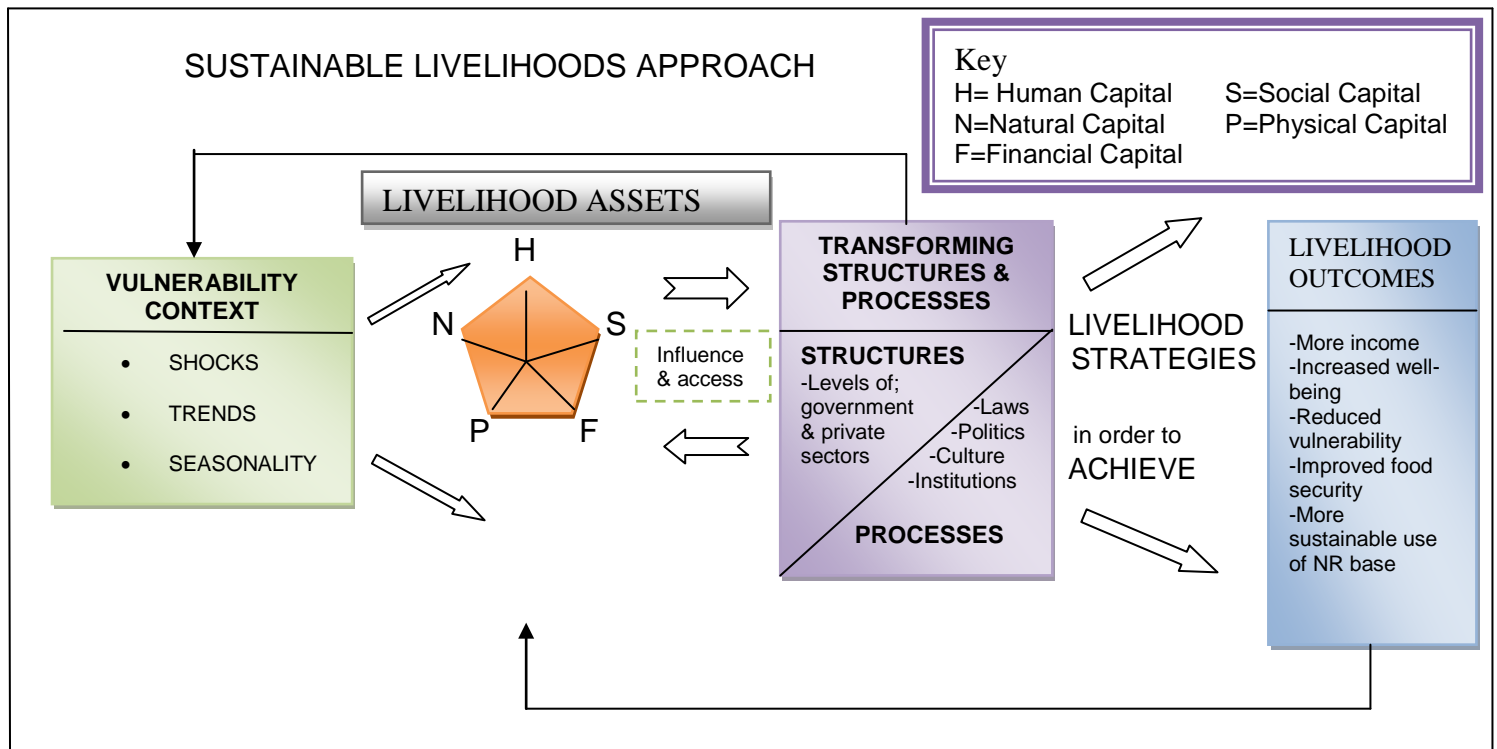 SUSTAINABLE LIVELIHOODS APPROACH
Key
H= Human Capital S=Social Capital
N=Natural Capital P=Physical Capital
F=Financial Capital
LIVELIHOOD ASSETS
H
N
S
P
F
VULNERABILITY
CONTEXT
• SHOCKS
• TRENDS
• SEASONALITY
Influence
& access
TRANSFORMING
STRUCTURES &
PROCESSES
STRUCTURES
-Levels of;
government
& private
sectors
-Laws
-Politics
-Culture
-Institutions
PROCESSES
LIVELIHOOD
STRATEGIES
in order to
ACHIEVE
LIVELIHOOD
OUTCOMES
-More income
-Increased well-
being
-Reduced
vulnerability
-Improved food
security
-More
sustainable use
of NR base